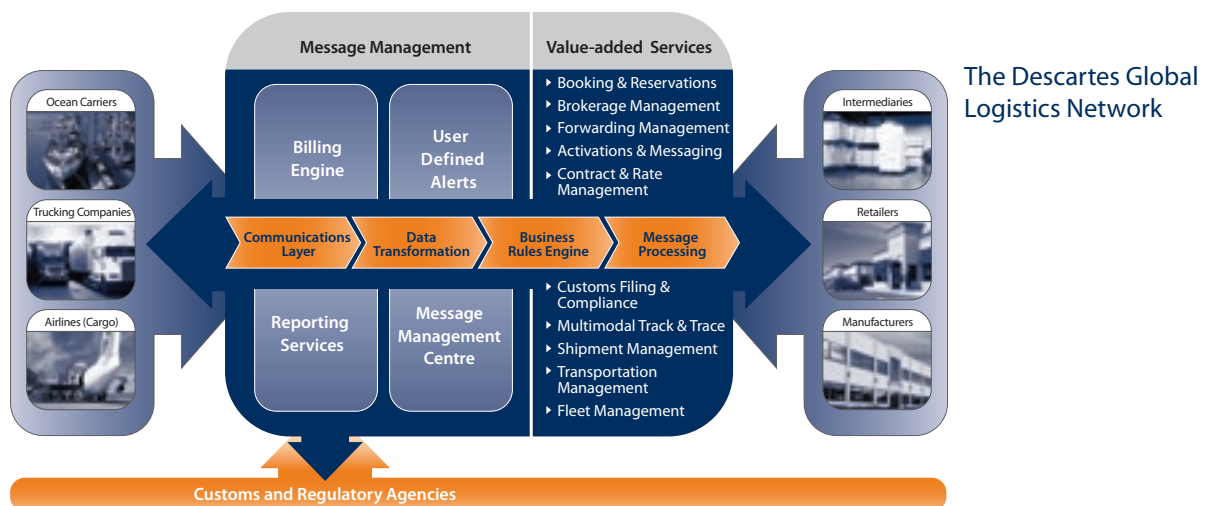 Message Management
Value-added Services
The Descartes Global
Logistics Network
Ocean Carriers
Trucking Companies
Airlines (Cargo)
Billing
Engine
User
Defined
Alerts
Booking & Reservations
Brokerage Management
Forwarding Management
Activations & Messaging
Contract & Rate
Management
Communications
Layer
Data
Transformation
Business
Rules Engine
Message
Processing
Reporting
Services
Message
Management
Centre
Customs Filing &
Compliance
Multimodal Track & Trace
Shipment Management
Transportation
Management
Fleet Management
Intermediaries
Retailers
Manufacturers
Customs and Regulatory Agencies